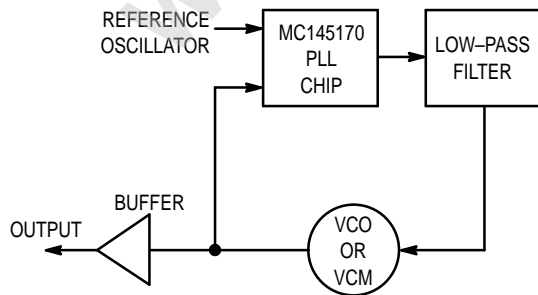 REFERENCE
OSCILLATOR
MC145170
PLL
CHIP
LOW–PASS
FILTER
BUFFER
OUTPUT
VCO
OR
VCM